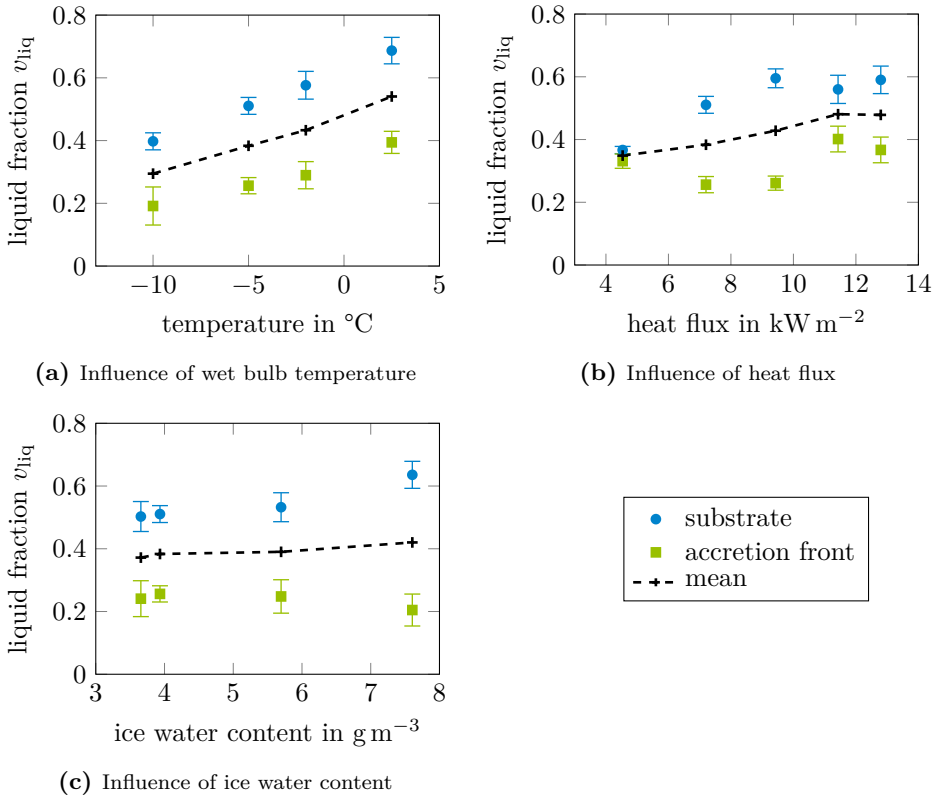 0.8
0.6
0.4
0.2
0
liquid fraction v_liq
−10 −5 0 5
temperature in °C
(a) Influence of wet bulb temperature
0.8
0.6
0.4
0.2
0
liquid fraction v_liq
4 6 8 10 12 14
heat flux in kW m⁻²
(b) Influence of heat flux
0.8
0.6
0.4
0.2
0
liquid fraction v_liq
3 4 5 6 7 8
ice water content in g m⁻³
(c) Influence of ice water content
substrate
accretion front
mean